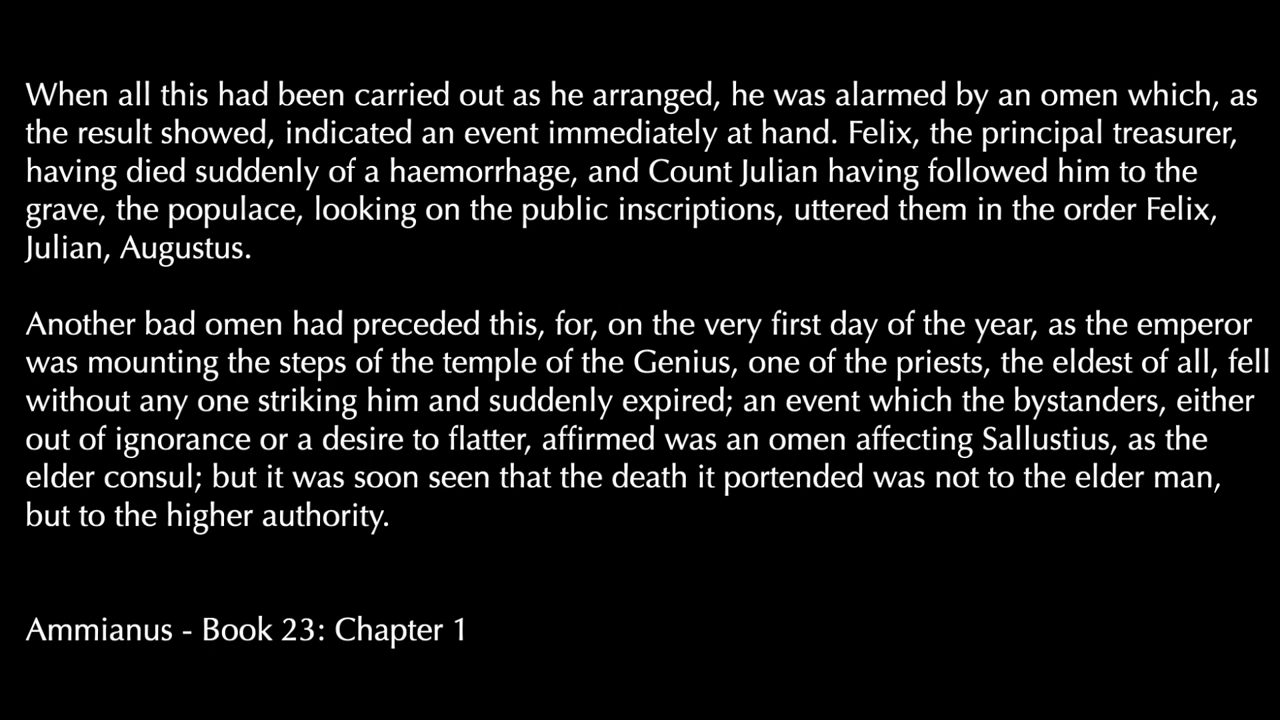 When all this had been carried out as he arranged, he was alarmed by an omen which, as
the result showed, indicated an event immediately at hand. Felix, the principal treasurer,
having died suddenly of a haemorrhage, and Count Julian having followed him to the
grave, the populace, looking on the public inscriptions, uttered them in the order Felix,
Julian, Augustus.
Another bad omen had preceded this, for, on the very first day of the year, as the emperor
was mounting the steps of the temple of the Genius, one of the priests, the eldest of all, fell
without any one striking him and suddenly expired; an event which the bystanders, either
out of ignorance or a desire to flatter, affirmed was an omen affecting Sallustius, as the
elder consul; but it was soon seen that the death it portended was not to the elder man,
but to the higher authority.
Ammianus - Book 23: Chapter 1